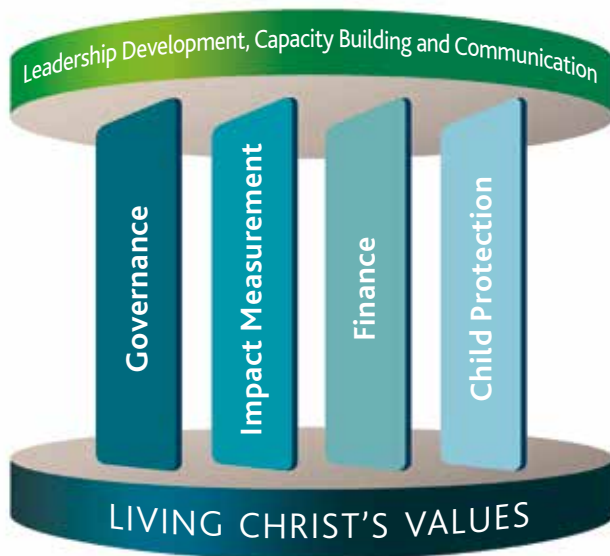 Leadership Development, Capacity Building and Communication
Governance
Impact Measurement
Finance
Child Protection
LIVING CHRIST'S VALUES